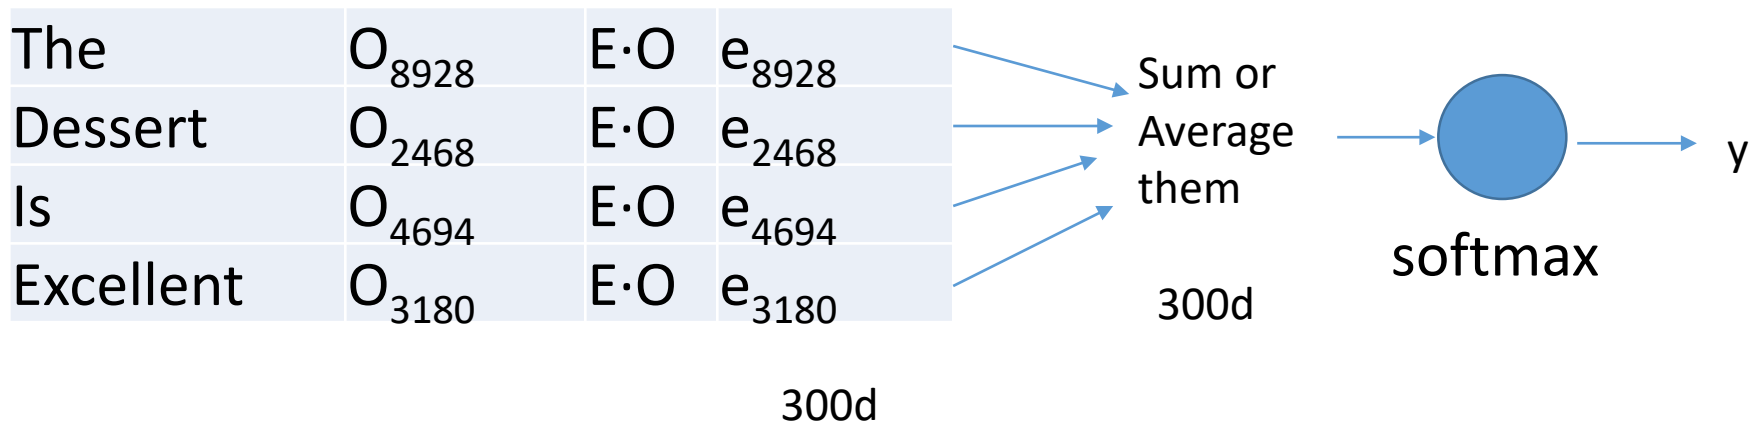 The O₈₉₂₈ E·O e₈₉₂₈
Dessert O₂₄₆₈ E·O e₂₄₆₈
Is O₄₆₉₄ E·O e₄₆₉₄
Excellent O₃₁₈₀ E·O e₃₁₈₀
300d
Sum or
Average
them
300d
softmax
y